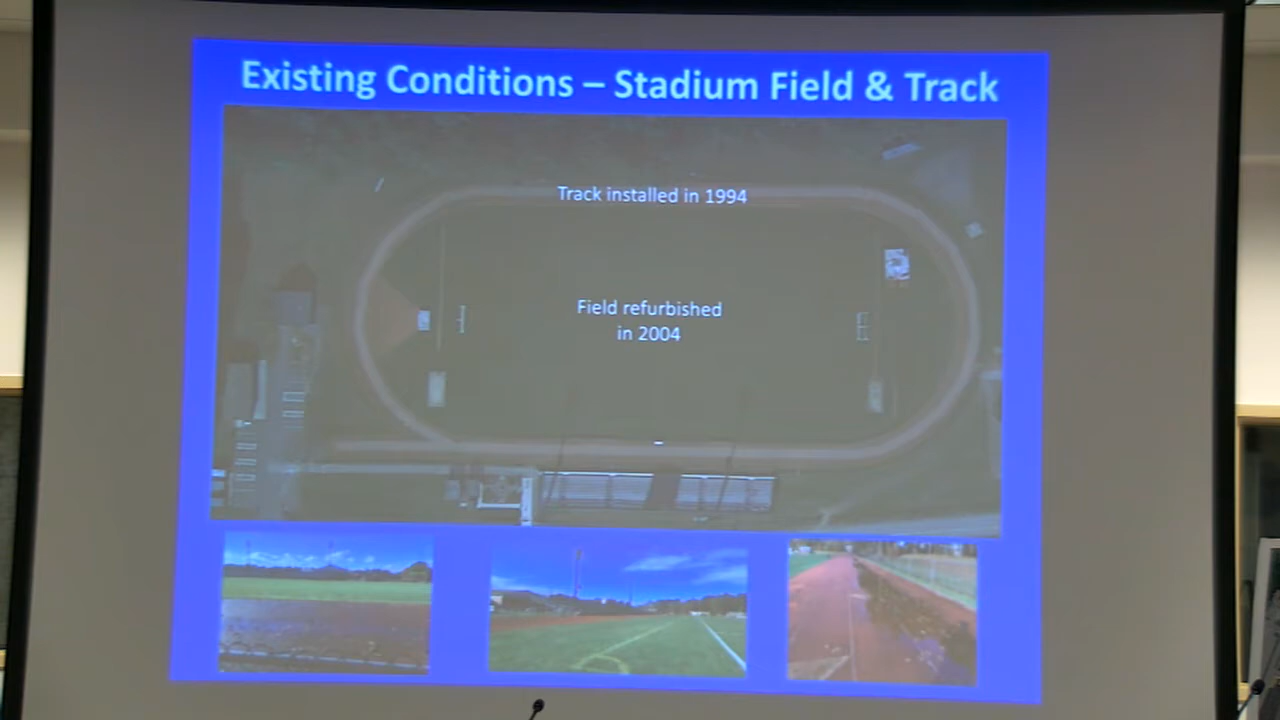 Existing Conditions – Stadium Field & Track
Track installed in 1994
Field refurbished
in 2004